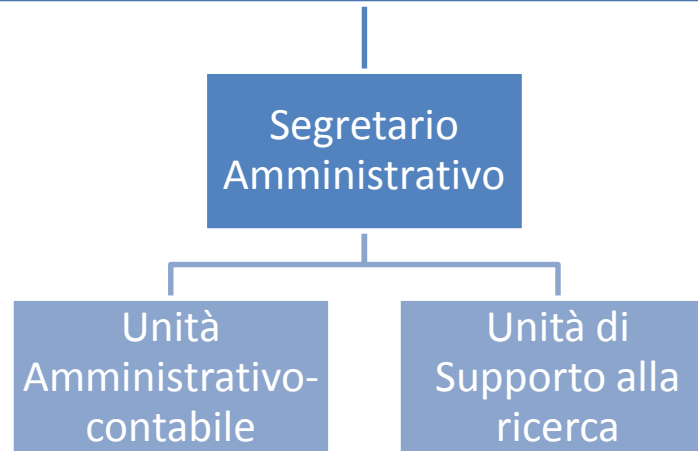 Segretario
Amministrativo
Unità
Amministrativo-
contabile
Unità di
Supporto alla
ricerca